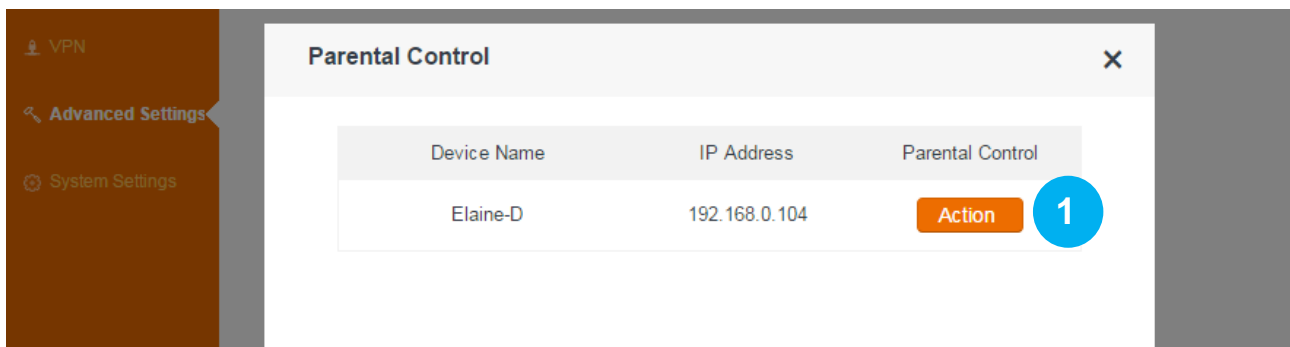 VPN
Advanced Settings
System Settings
Parental Control
Device Name IP Address Parental Control
Elaine-D 192.168.0.104 Action 1